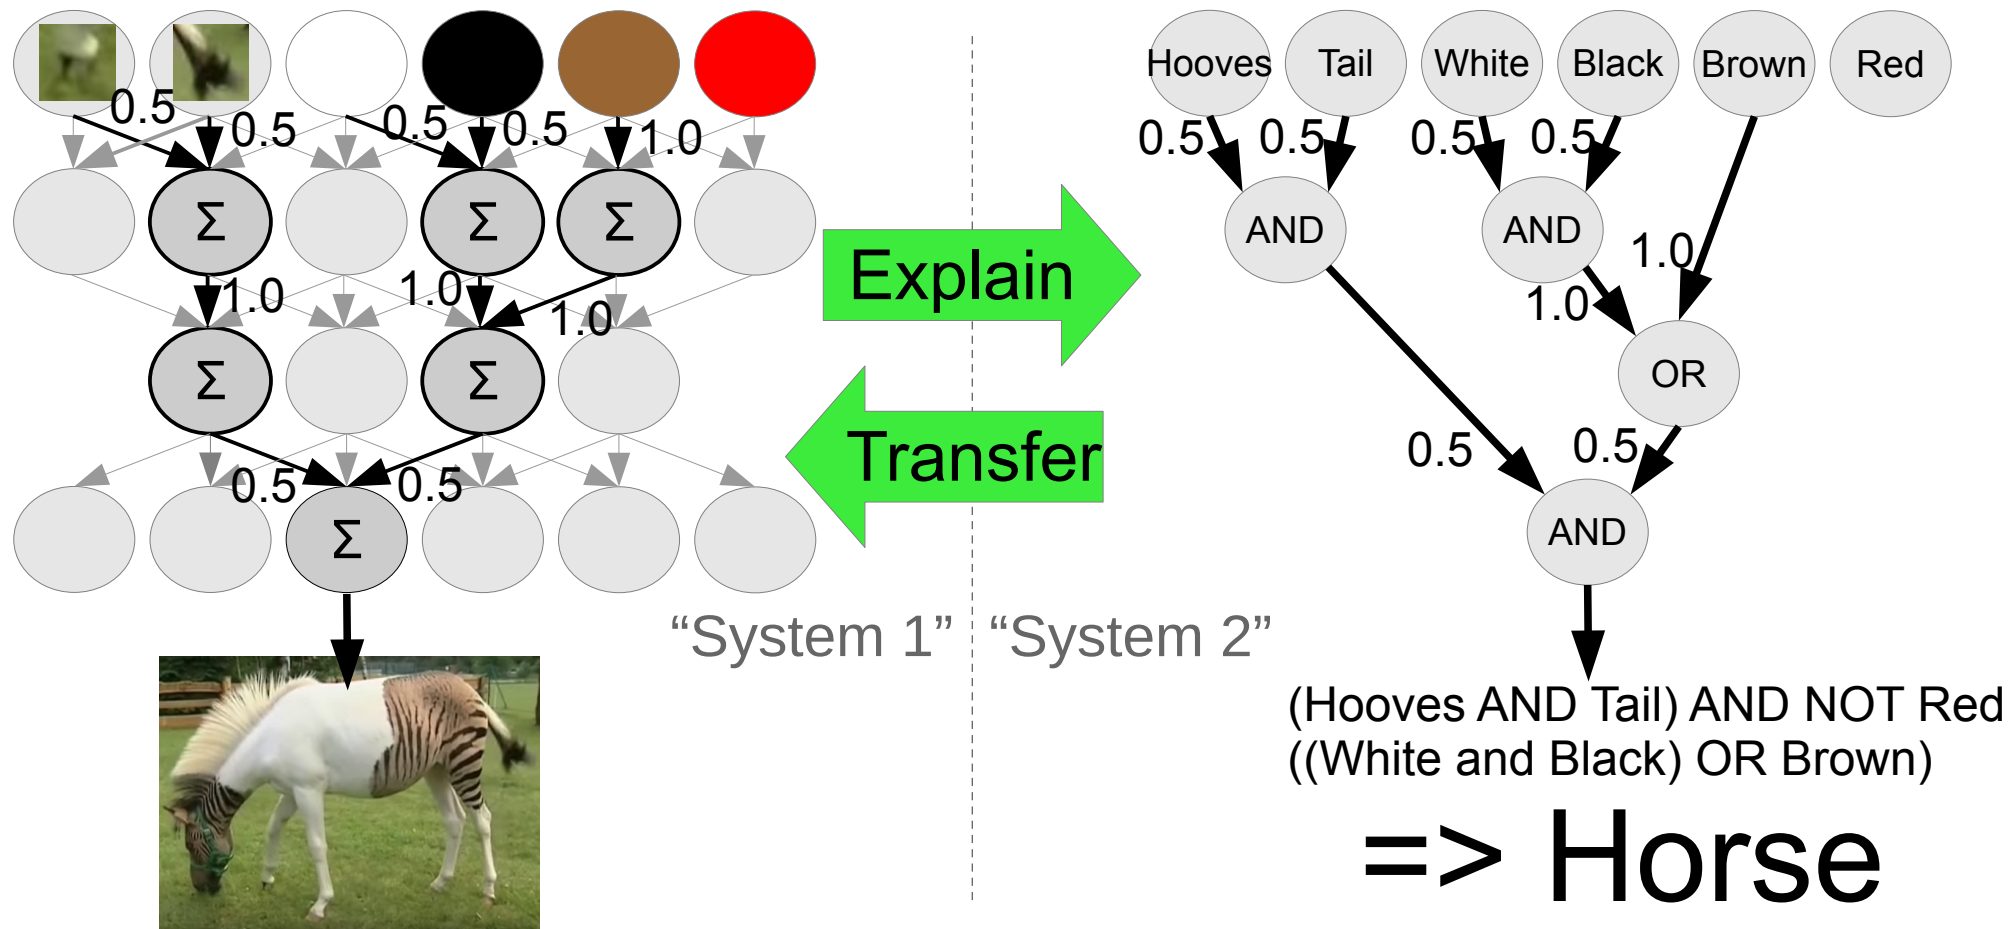 Hooves Tail White Black Brown Red
0.5 0.5 0.5 0.5 1.0
0.5 0.5 0.5 0.5
Σ Σ Σ
AND AND
1.0 1.0 1.0
1.0 1.0
Explain
Σ Σ
OR
Transfer
0.5 0.5
0.5 0.5
Σ
AND
“System 1” “System 2”
(Hooves AND Tail) AND NOT Red
((White and Black) OR Brown)
=> Horse